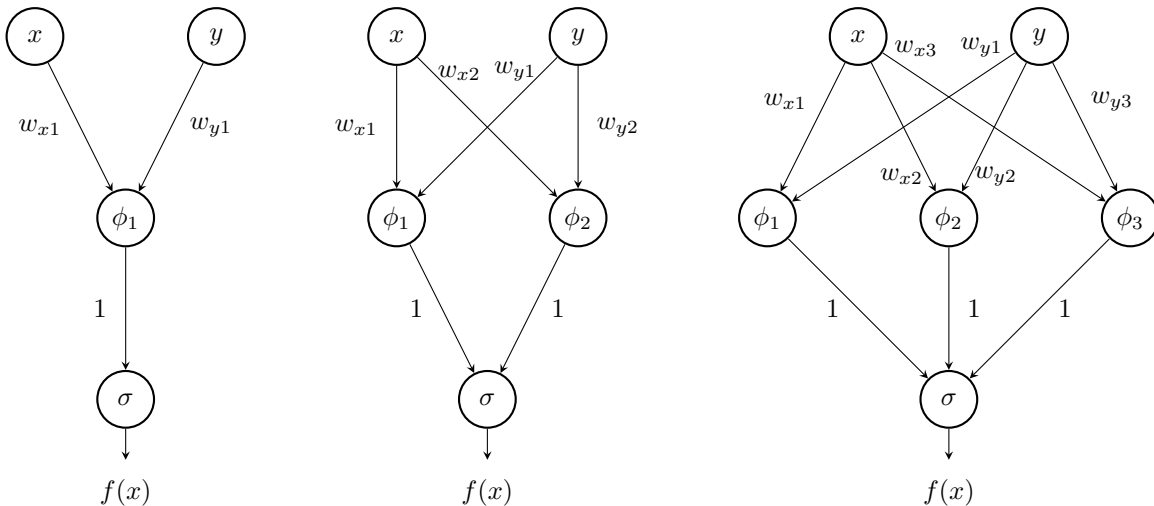 x y x y x y
w_{x3} w_{y1}
w_{x2} w_{y1}
w_{x1} w_{y3}
w_{x1} w_{y1} w_{x1} w_{y2}
w_{x2} w_{y2}
ϕ_1 ϕ_1 ϕ_2 ϕ_1 ϕ_2 ϕ_3
1 1 1 1 1 1
σ σ σ
f(x) f(x) f(x)